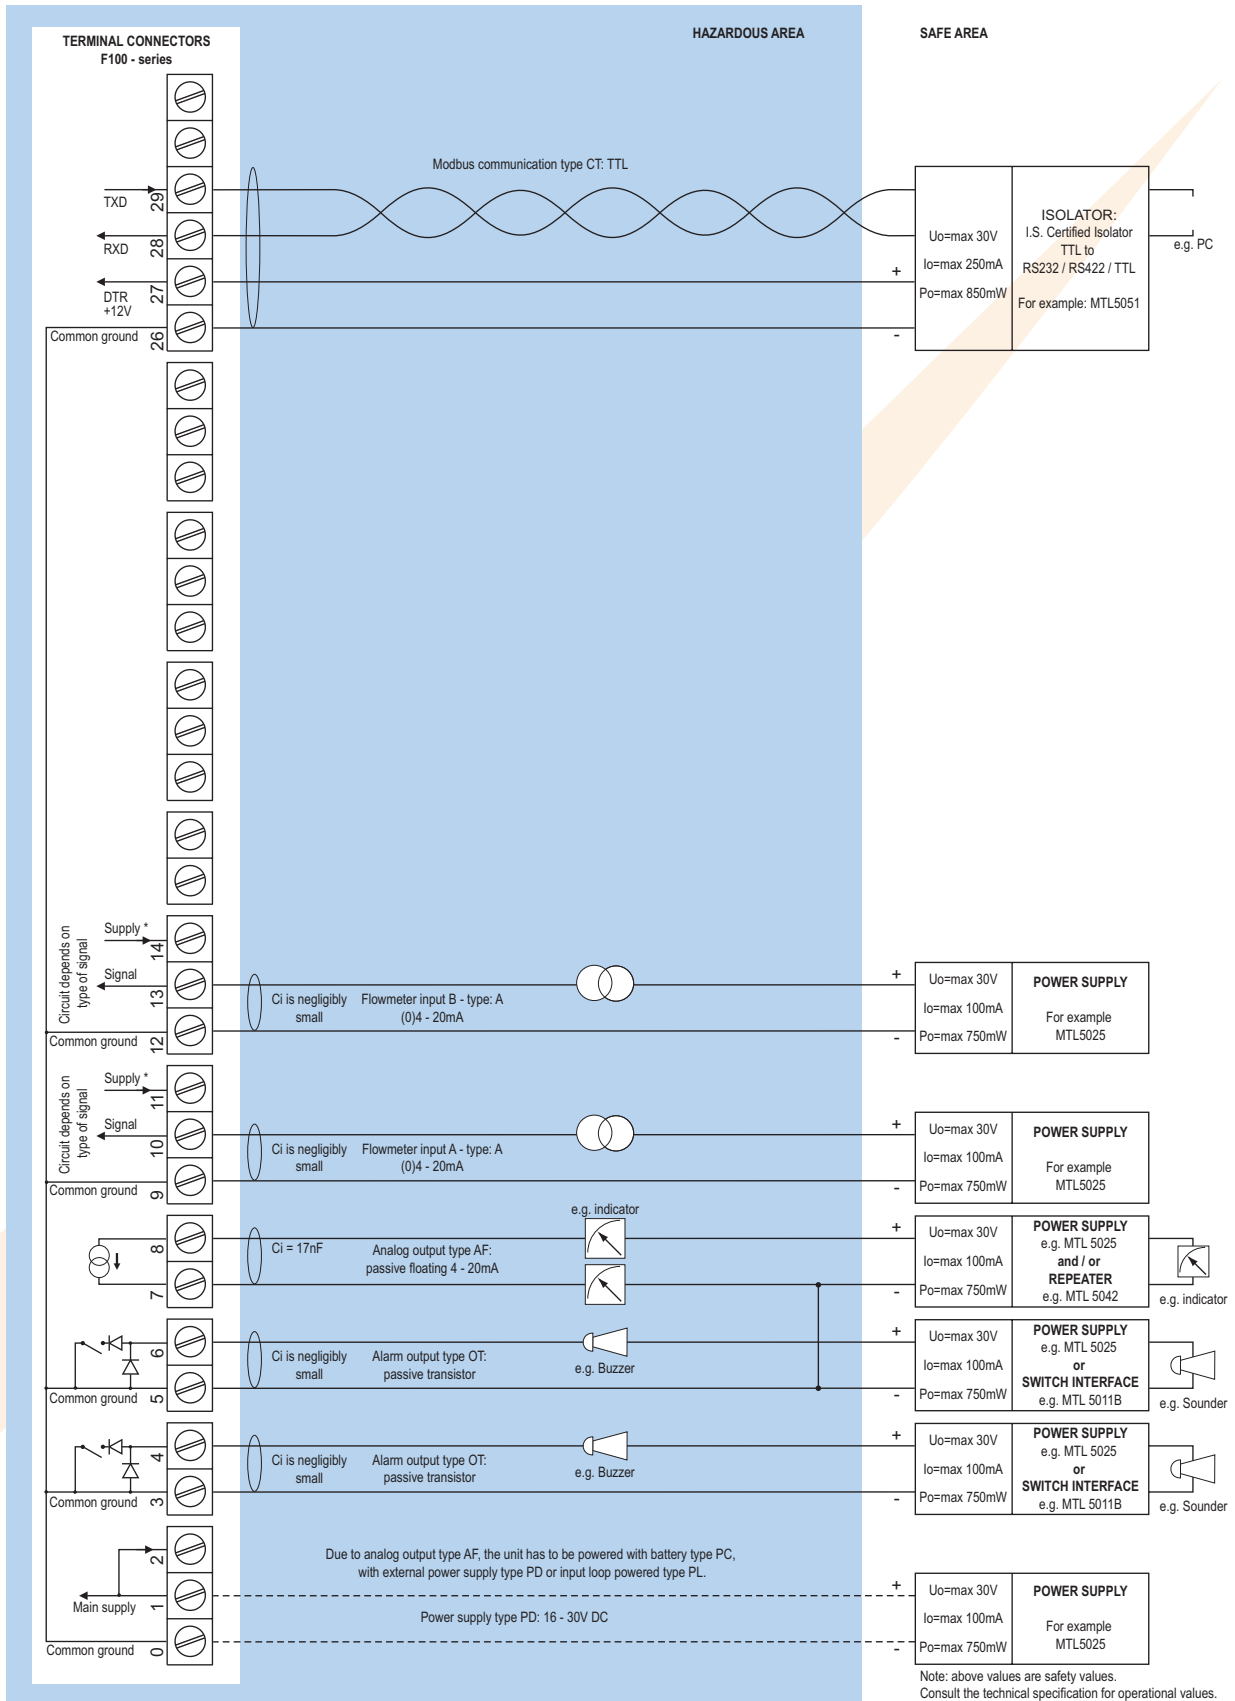 HAZARDOUS AREA
SAFE AREA
TERMINAL CONNECTORS
F100 - series
Modbus communication type CT: TTL
TXD
29
RXD
28
DTR
+12V
27
Common ground
26
+
-
Uo=max 30V
Io=max 250mA
Po=max 850mW
ISOLATOR:
I.S. Certified Isolator
TTL to
RS232 / RS422 / TTL
For example: MTL5051
e.g. PC
Circuit depends on
type of signal
Supply *
14
Signal
13
Common ground
12
Ci is negligibly
small
Flowmeter input B - type: A
(0)4 - 20mA
+
-
Uo=max 30V
Io=max 100mA
Po=max 750mW
POWER SUPPLY
For example
MTL5025
Circuit depends on
type of signal
Supply *
11
Signal
10
Common ground
9
Ci is negligibly
small
Flowmeter input A - type: A
(0)4 - 20mA
+
-
Uo=max 30V
Io=max 100mA
Po=max 750mW
POWER SUPPLY
For example
MTL5025
8
7
Ci = 17nF
Analog output type AF:
passive floating 4 - 20mA
e.g. indicator
+
-
Uo=max 30V
Io=max 100mA
Po=max 750mW
POWER SUPPLY
e.g. MTL 5025
and / or
REPEATER
e.g. MTL 5042
e.g. indicator
6
Common ground
5
Ci is negligibly
small
Alarm output type OT:
passive transistor
e.g. Buzzer
+
-
Uo=max 30V
Io=max 100mA
Po=max 750mW
POWER SUPPLY
e.g. MTL 5025
or
SWITCH INTERFACE
e.g. MTL 5011B
e.g. Sounder
4
Common ground
3
Ci is negligibly
small
Alarm output type OT:
passive transistor
e.g. Buzzer
+
-
Uo=max 30V
Io=max 100mA
Po=max 750mW
POWER SUPPLY
e.g. MTL 5025
or
SWITCH INTERFACE
e.g. MTL 5011B
e.g. Sounder
2
Main supply
1
Common ground
0
Due to analog output type AF, the unit has to be powered with battery type PC,
with external power supply type PD or input loop powered type PL.
Power supply type PD: 16 - 30V DC
+
-
Uo=max 30V
Io=max 100mA
Po=max 750mW
POWER SUPPLY
For example
MTL5025
Note: above values are safety values.
Consult the technical specification for operational values.